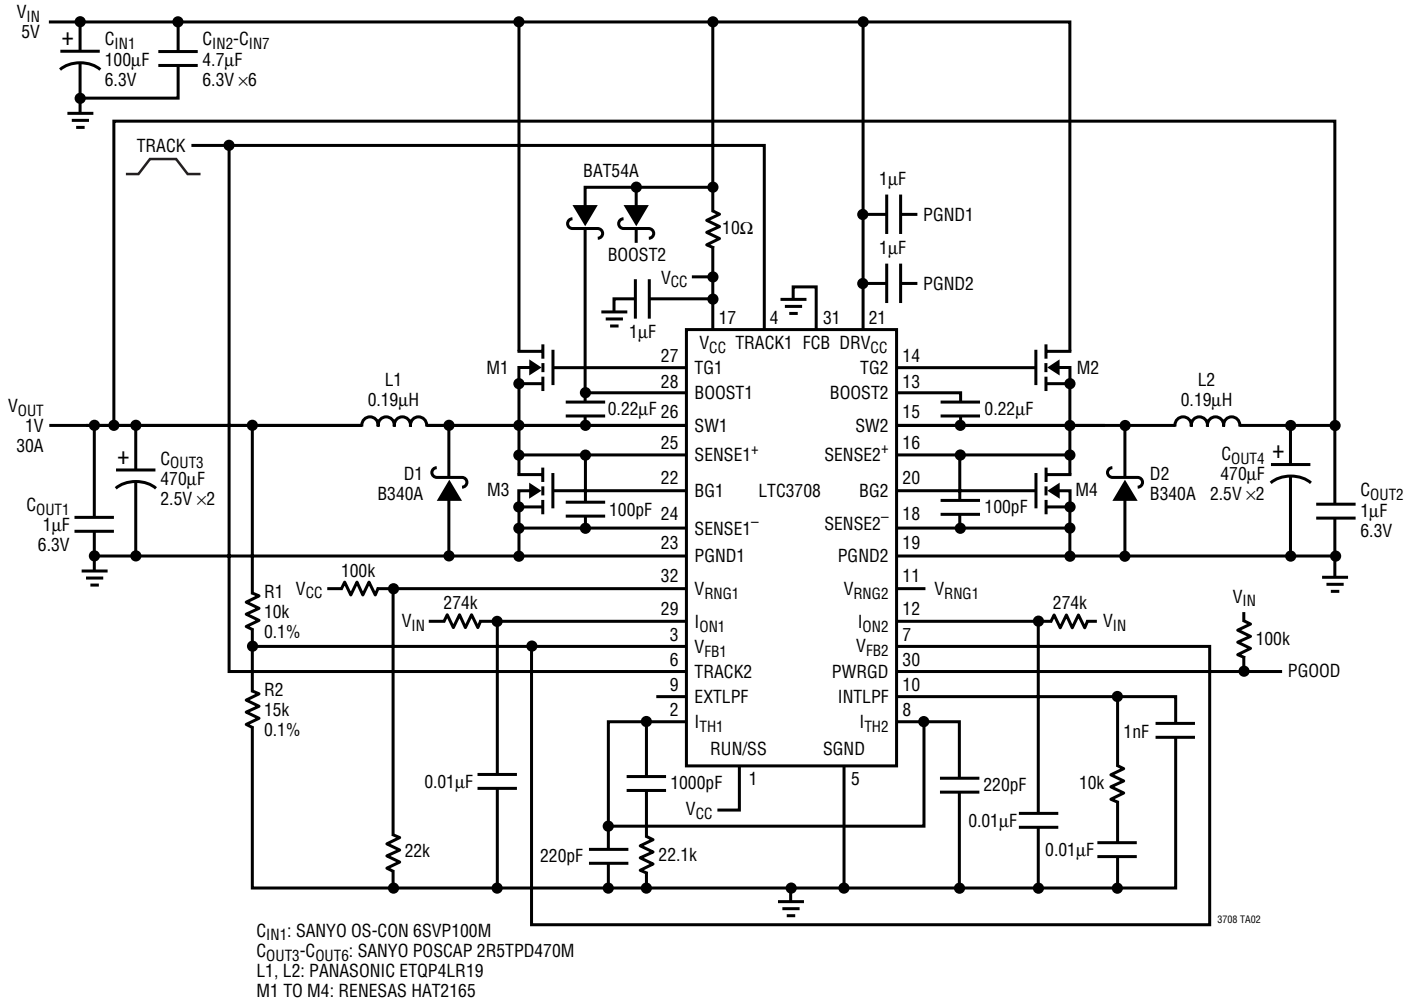 VIN
5V
+
CIN1
100µF
6.3V
CIN2-CIN7
4.7µF
6.3V ×6
TRACK
BAT54A
BOOST2
10Ω
VCC
1µF
1µF
PGND1
1µF
PGND2
17
4
31
21
VCC
TRACK1
FCB
DRVCC
M1
27
TG1
TG2
14
M2
28
BOOST1
BOOST2
13
L1
0.19µH
0.22µF
0.22µF
L2
0.19µH
VOUT
1V
30A
26
SW1
SW2
15
25
SENSE1+
SENSE2+
16
+
COUT3
470µF
2.5V ×2
D1
B340A
M3
22
BG1
LTC3708
BG2
20
M4
D2
B340A
COUT4
470µF
2.5V ×2
+
COUT1
1µF
6.3V
100pF
100pF
COUT2
1µF
6.3V
24
SENSE1–
SENSE2–
18
23
PGND1
PGND2
19
VCC
100k
32
VRNG1
VRNG2
11
VRNG1
R1
10k
0.1%
VIN
274k
29
ION1
ION2
12
274k
VIN
VIN
100k
3
VFB1
VFB2
7
6
TRACK2
PWRGD
30
PGOOD
R2
15k
0.1%
9
EXTLPF
INTLPF
10
2
ITH1
ITH2
8
RUN/SS
SGND
1
5
VCC
0.01µF
1000pF
220pF
1nF
10k
0.01µF
0.01µF
22k
220pF
22.1k
3708 TA02
CIN1: SANYO OS-CON 6SVP100M
COUT3-COUT6: SANYO POSCAP 2R5TPD470M
L1, L2: PANASONIC ETQP4LR19
M1 TO M4: RENESAS HAT2165